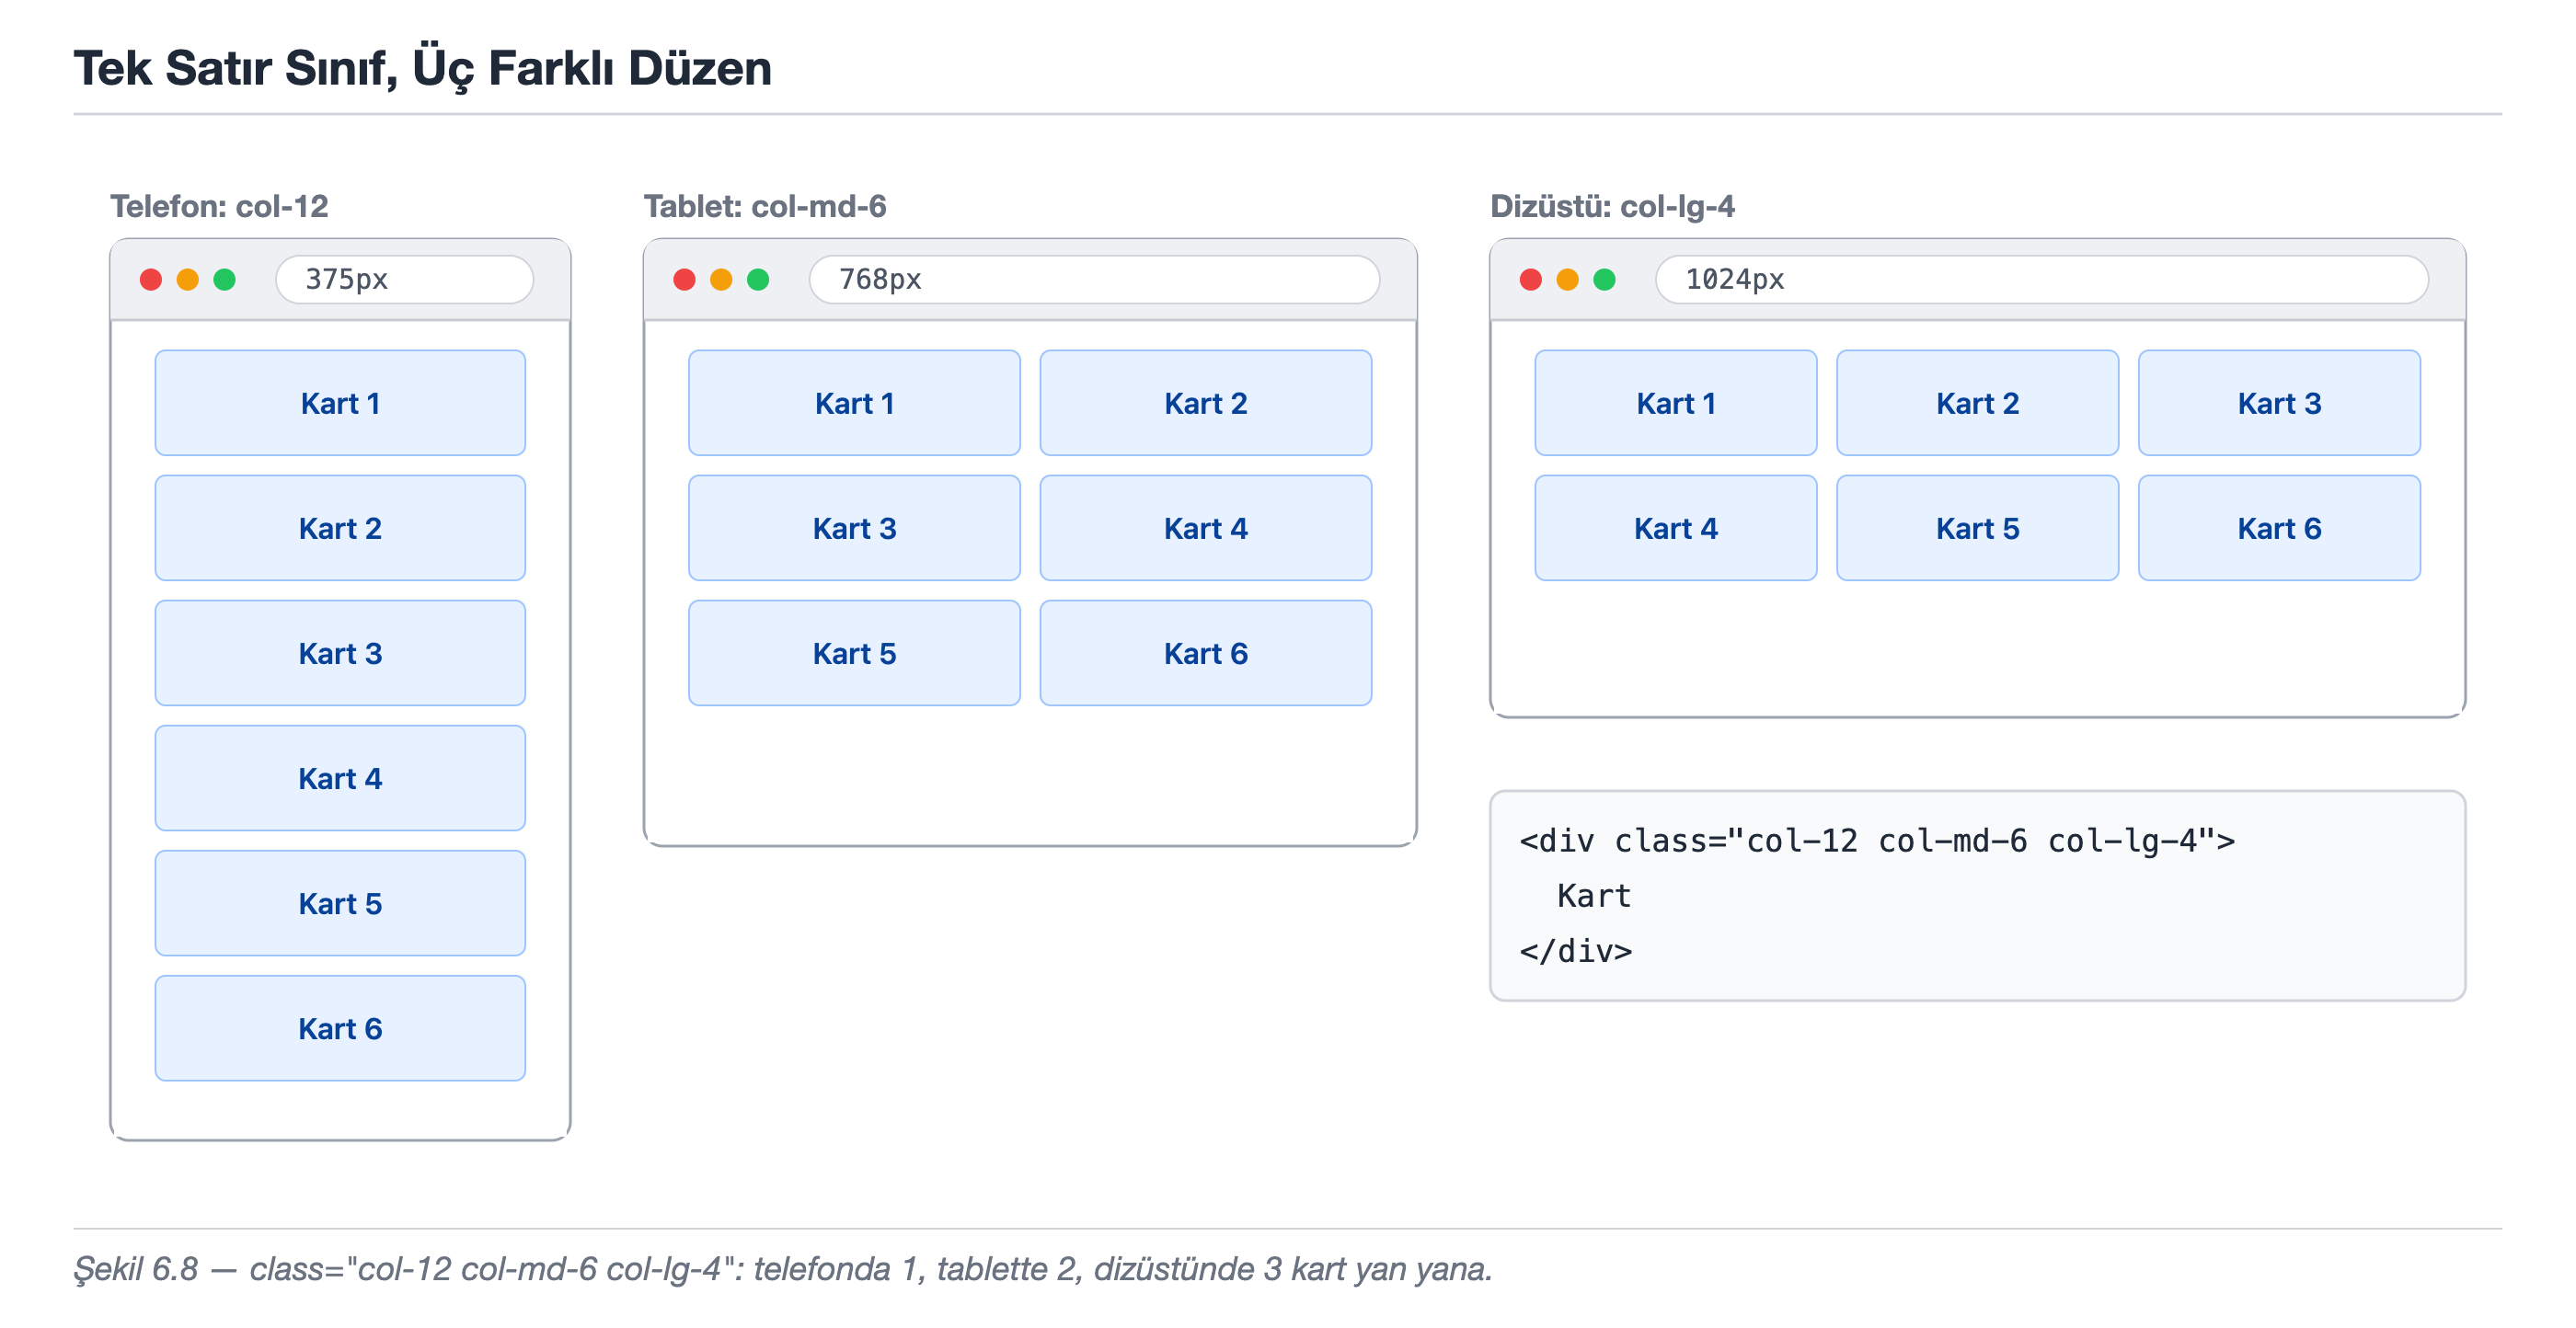 Tek Satır Sınıf, Üç Farklı Düzen
Telefon: col-12
375px
Kart 1
Kart 2
Kart 3
Kart 4
Kart 5
Kart 6
Tablet: col-md-6
768px
Kart 1 Kart 2
Kart 3 Kart 4
Kart 5 Kart 6
Dizüstü: col-lg-4
1024px
Kart 1 Kart 2 Kart 3
Kart 4 Kart 5 Kart 6
<div class="col-12 col-md-6 col-lg-4">
  Kart
</div>
Şekil 6.8 — class="col-12 col-md-6 col-lg-4": telefonda 1, tablette 2, dizüstünde 3 kart yan yana.